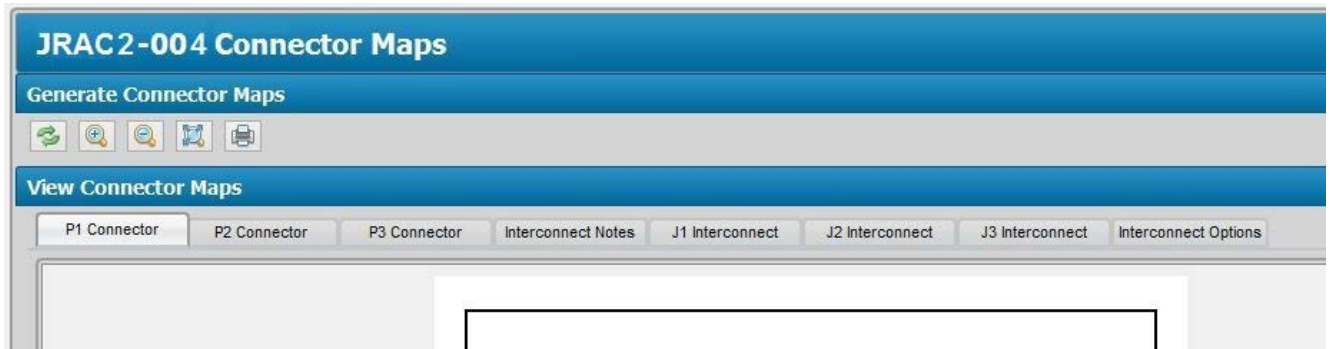 JRAC2-004 Connector Maps
Generate Connector Maps
View Connector Maps
P1 Connector P2 Connector P3 Connector Interconnect Notes J1 Interconnect J2 Interconnect J3 Interconnect Interconnect Options